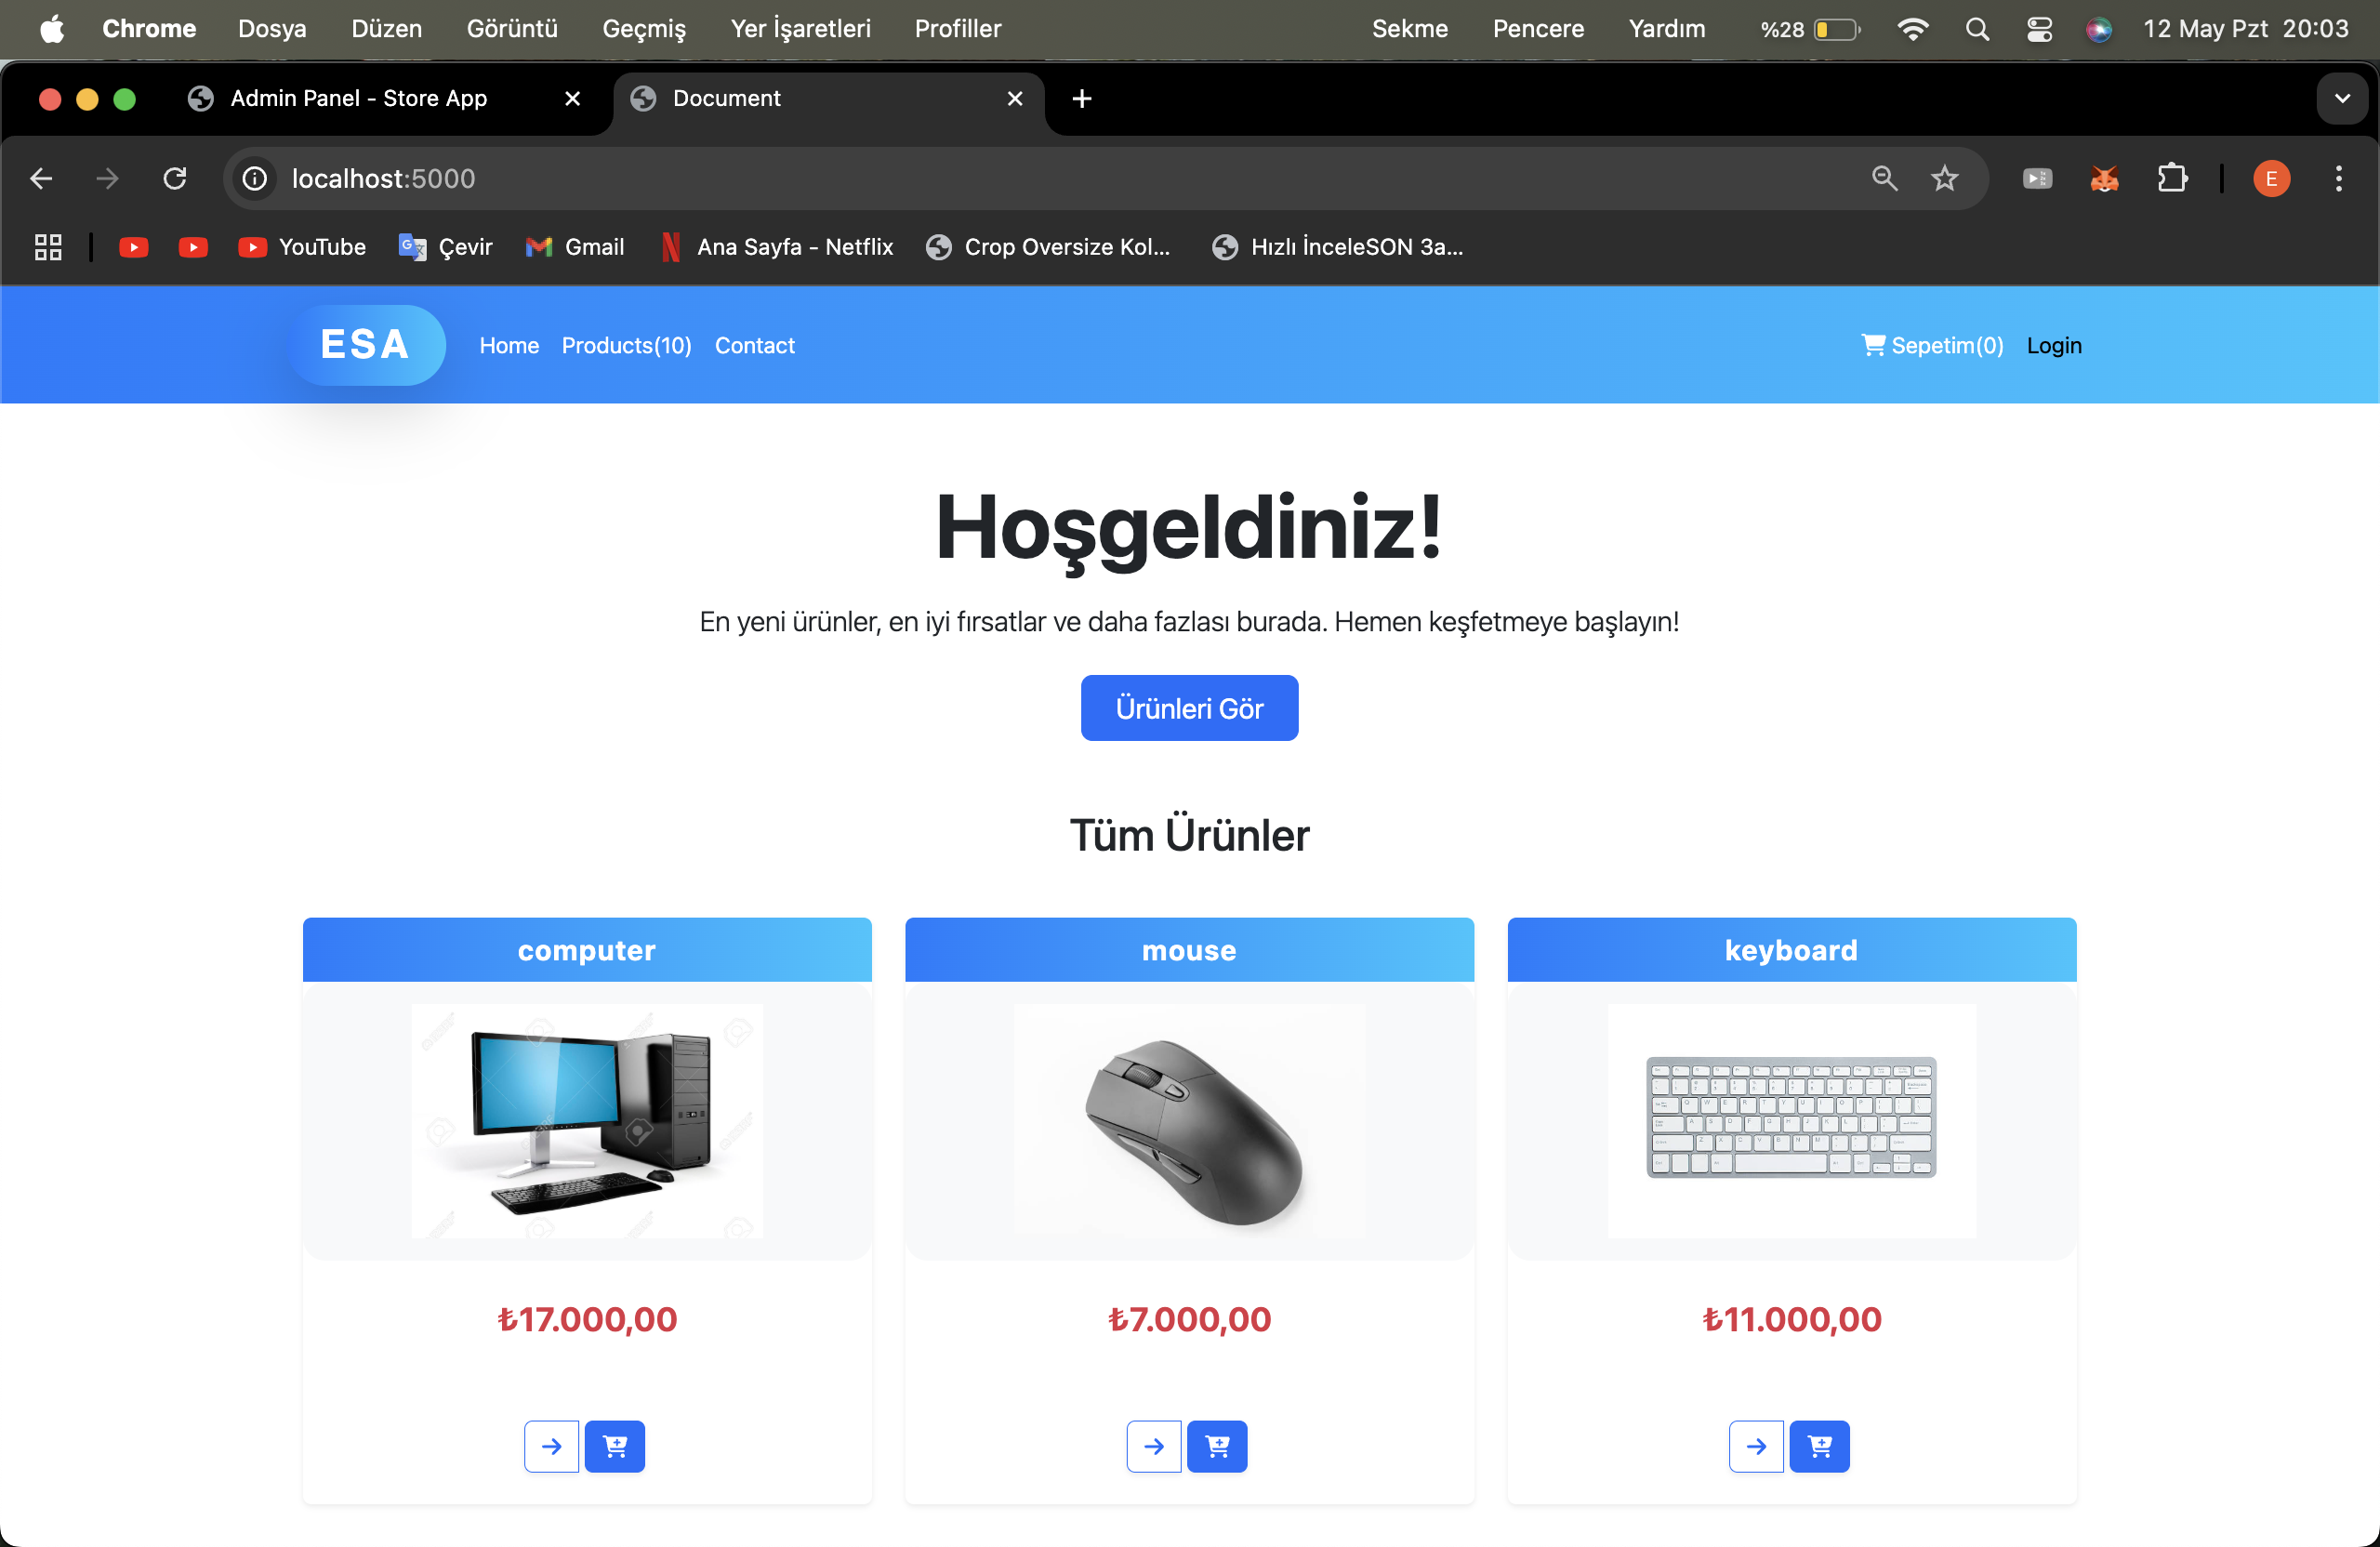 Chrome Dosya Düzen Görüntü Geçmiş Yer İşaretleri Profiller Sekme Pencere Yardım %28 12 May Pzt 20:03
Admin Panel - Store App Document
localhost:5000 E
YouTube Çevir Gmail Ana Sayfa - Netflix Crop Oversize Kol... Hızlı İnceleSON 3a...
ESA Home Products(10) Contact Sepetim(0) Login
Hoşgeldiniz!
En yeni ürünler, en iyi fırsatlar ve daha fazlası burada. Hemen keşfetmeye başlayın!
Ürünleri Gör
Tüm Ürünler
computer mouse keyboard
₺17.000,00 ₺7.000,00 ₺11.000,00